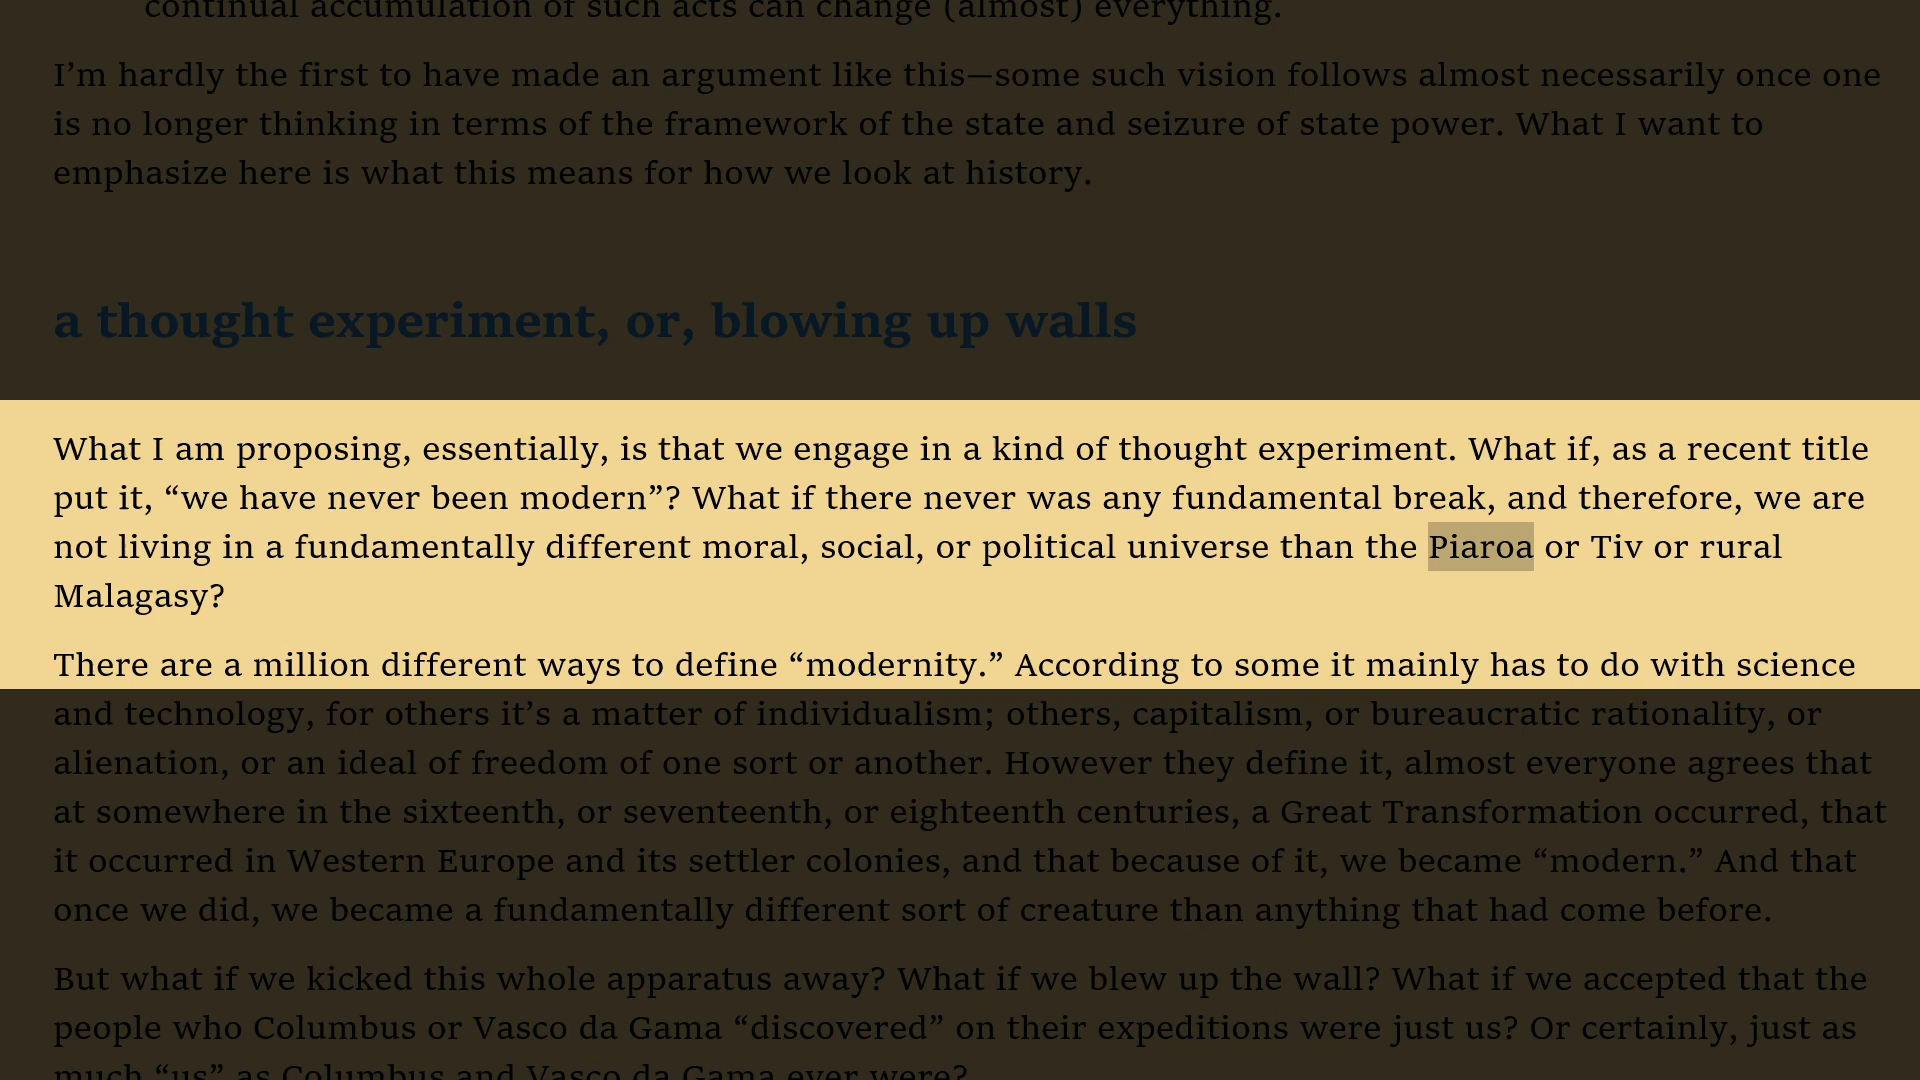 continual accumulation of such acts can change (almost) everything.
I’m hardly the first to have made an argument like this—some such vision follows almost necessarily once one
is no longer thinking in terms of the framework of the state and seizure of state power. What I want to
emphasize here is what this means for how we look at history.
a thought experiment, or, blowing up walls
What I am proposing, essentially, is that we engage in a kind of thought experiment. What if, as a recent title
put it, “we have never been modern”? What if there never was any fundamental break, and therefore, we are
not living in a fundamentally different moral, social, or political universe than the Piaroa or Tiv or rural
Malagasy?
There are a million different ways to define “modernity.” According to some it mainly has to do with science
and technology, for others it’s a matter of individualism; others, capitalism, or bureaucratic rationality, or
alienation, or an ideal of freedom of one sort or another. However they define it, almost everyone agrees that
at somewhere in the sixteenth, or seventeenth, or eighteenth centuries, a Great Transformation occurred, that
it occurred in Western Europe and its settler colonies, and that because of it, we became “modern.” And that
once we did, we became a fundamentally different sort of creature than anything that had come before.
But what if we kicked this whole apparatus away? What if we blew up the wall? What if we accepted that the
people who Columbus or Vasco da Gama “discovered” on their expeditions were just us? Or certainly, just as
much “us” as Columbus and Vasco da Gama ever were?